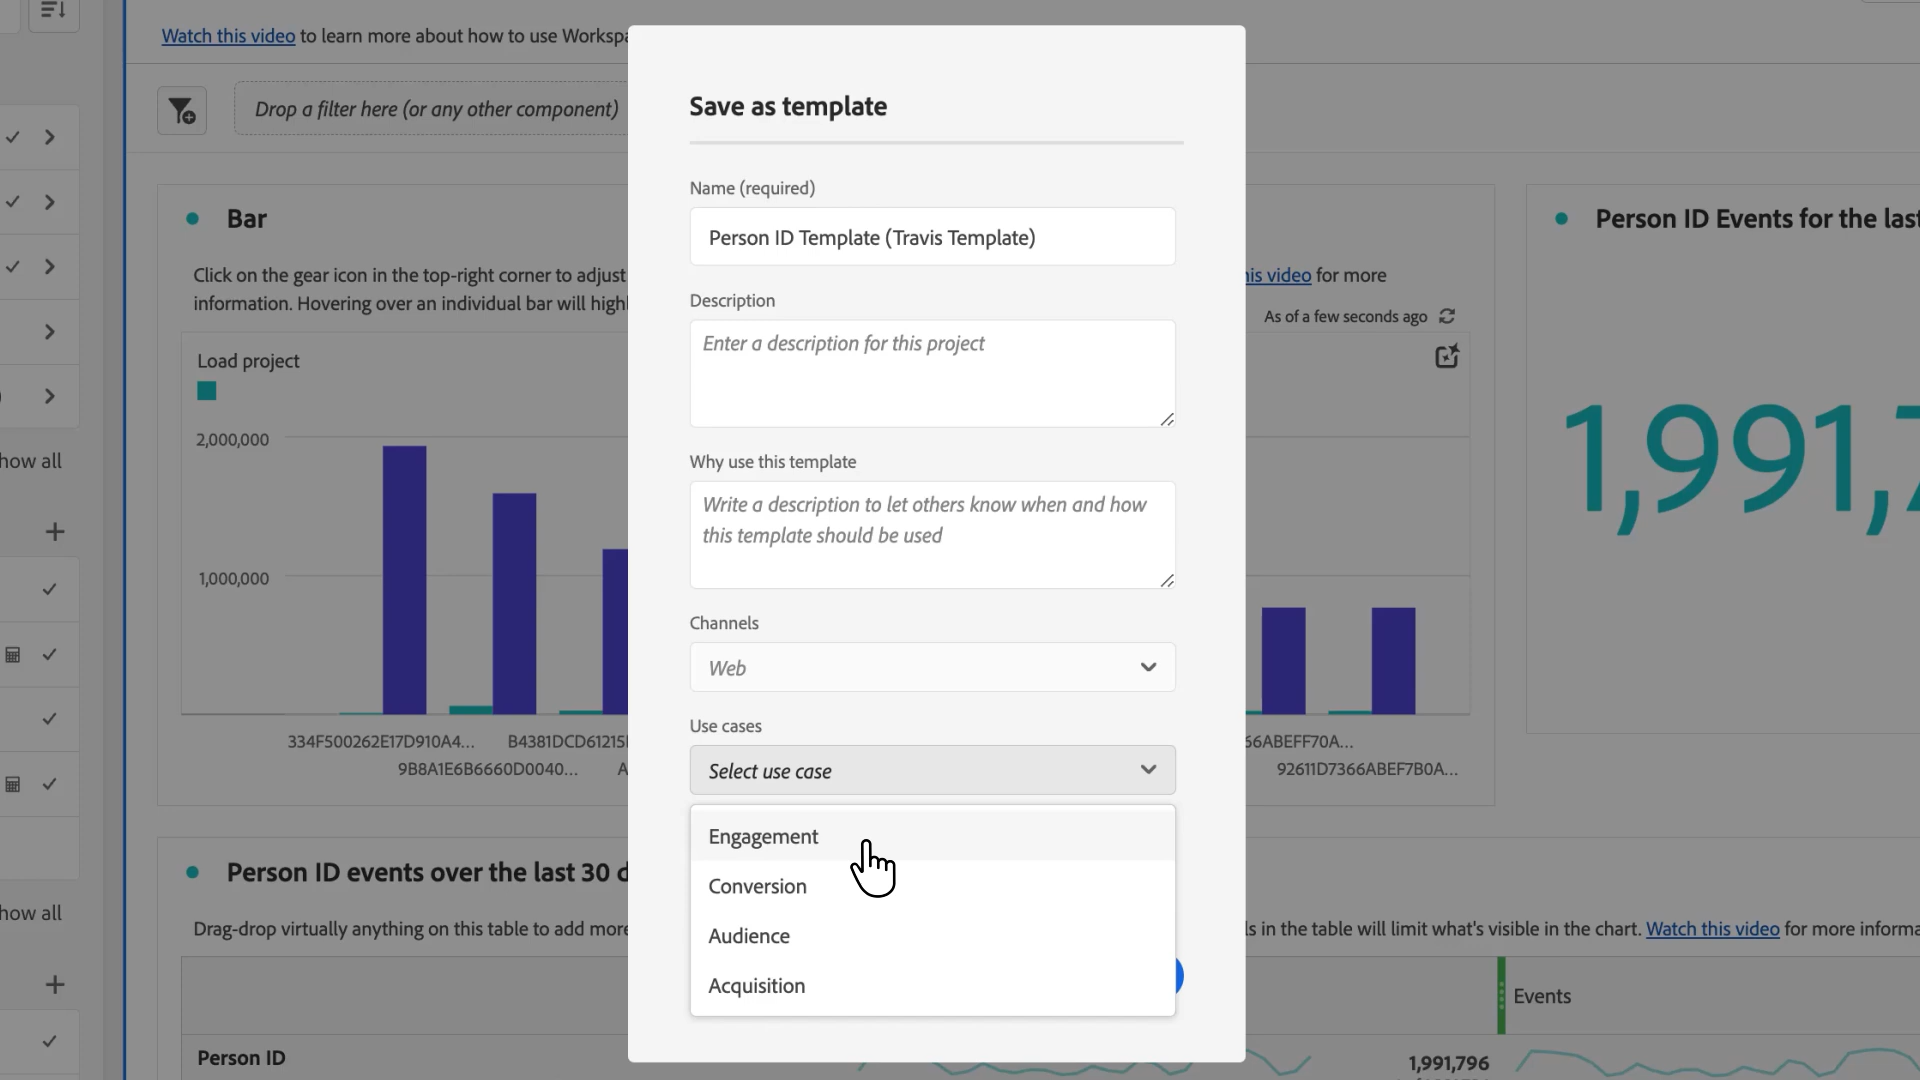 Watch this video to learn more about how to use Workspa
Drop a filter here (or any other component)
Save as template
Name (required)
Person ID Template (Travis Template)
Description
Enter a description for this project
Why use this template
Write a description to let others know when and how
this template should be used
Channels
Web
Use cases
Select use case
Engagement
Conversion
Audience
Acquisition
how all
how all
Bar
Click on the gear icon in the top-right corner to adjust
his video for more
information. Hovering over an individual bar will highl
As of a few seconds ago
Load project
2,000,000
1,000,000
334F500262E17D910A4...
B4381DCD61215
9B8A1E6B6660D0040...
A
66ABEFF70A...
92611D7366ABEF7B0A...
Person ID Events for the last
1,991,7
Person ID events over the last 30 d
Drag-drop virtually anything on this table to add more
ls in the table will limit what's visible in the chart. Watch this video for more informa
Events
Person ID
1,991,796